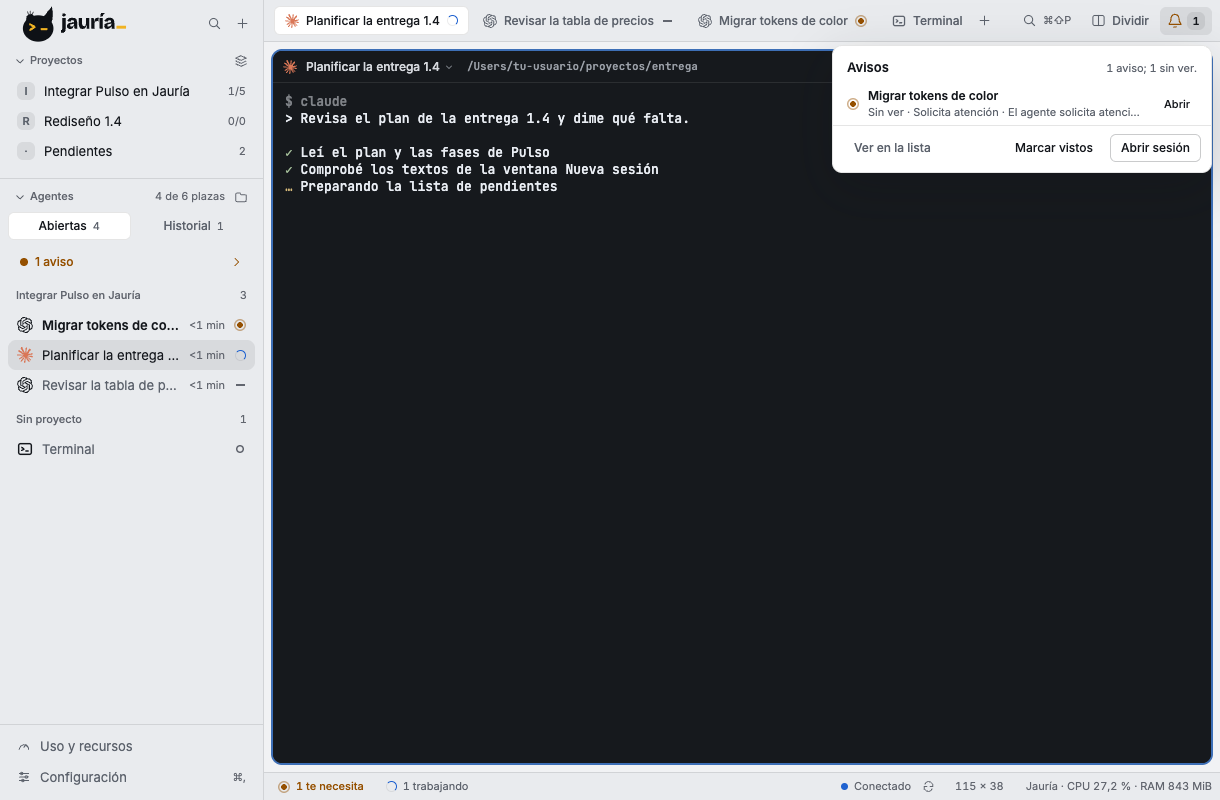 jauría_
Proyectos
I Integrar Pulso en Jauría 1/5
R Rediseño 1.4 0/0
· Pendientes 2
Agentes 4 de 6 plazas
Abiertas 4 Historial 1
1 aviso
Integrar Pulso en Jauría 3
Migrar tokens de co... <1 min
Planificar la entrega ... <1 min
Revisar la tabla de p... <1 min
Sin proyecto 1
Terminal
Uso y recursos
Configuración ⌘,
Planificar la entrega 1.4 Revisar la tabla de precios Migrar tokens de color Terminal ⌘⇧P Dividir 1
Planificar la entrega 1.4 /Users/tu-usuario/proyectos/entrega
$ claude
> Revisa el plan de la entrega 1.4 y dime qué falta.
✓ Leí el plan y las fases de Pulso
✓ Comprobé los textos de la ventana Nueva sesión
… Preparando la lista de pendientes
Avisos 1 aviso; 1 sin ver.
Migrar tokens de color
Sin ver · Solicita atención · El agente solicita atenci...
Abrir
Ver en la lista Marcar vistos Abrir sesión
1 te necesita 1 trabajando Conectado 115 × 38 Jauría · CPU 27,2 % · RAM 843 MiB